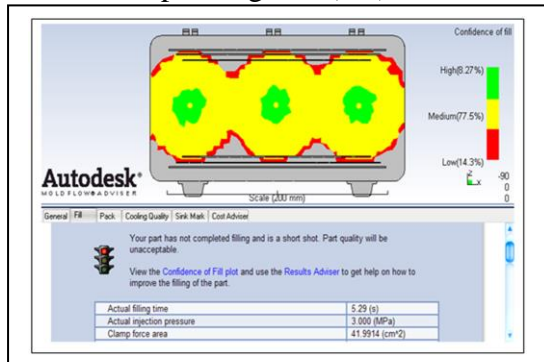 Confidence of fill
High(8.27%)
Medium(77.5%)
Low(14.3%)
Z
X
-90
0
0
Autodesk®
MOLDFLOW®ADVISER
Scale (200 mm)
General Fill Pack Cooling Quality Sink Mark Cost Adviser
Your part has not completed filling and is a short shot. Part quality will be
unacceptable.
View the Confidence of Fill plot and use the Results Adviser to get help on how to
improve the filling of the part.
Actual filling time 5.29 (s)
Actual injection pressure 3.000 (MPa)
Clamp force area 41.9914 (cm^2)